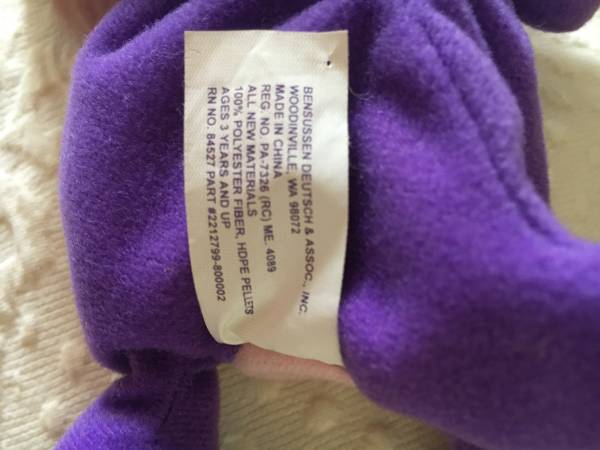 BENSUSSEN DEUTSCH & ASSOC., INC.
WOODINVILLE, WA 98072
MADE IN CHINA
REG. NO. PA-7326 (RC) ME. 4089
ALL NEW MATERIALS
100% POLYESTER FIBER, HDPE PELLETS
AGES 3 YEARS AND UP
RN NO. 84527 PART #2212799-800002